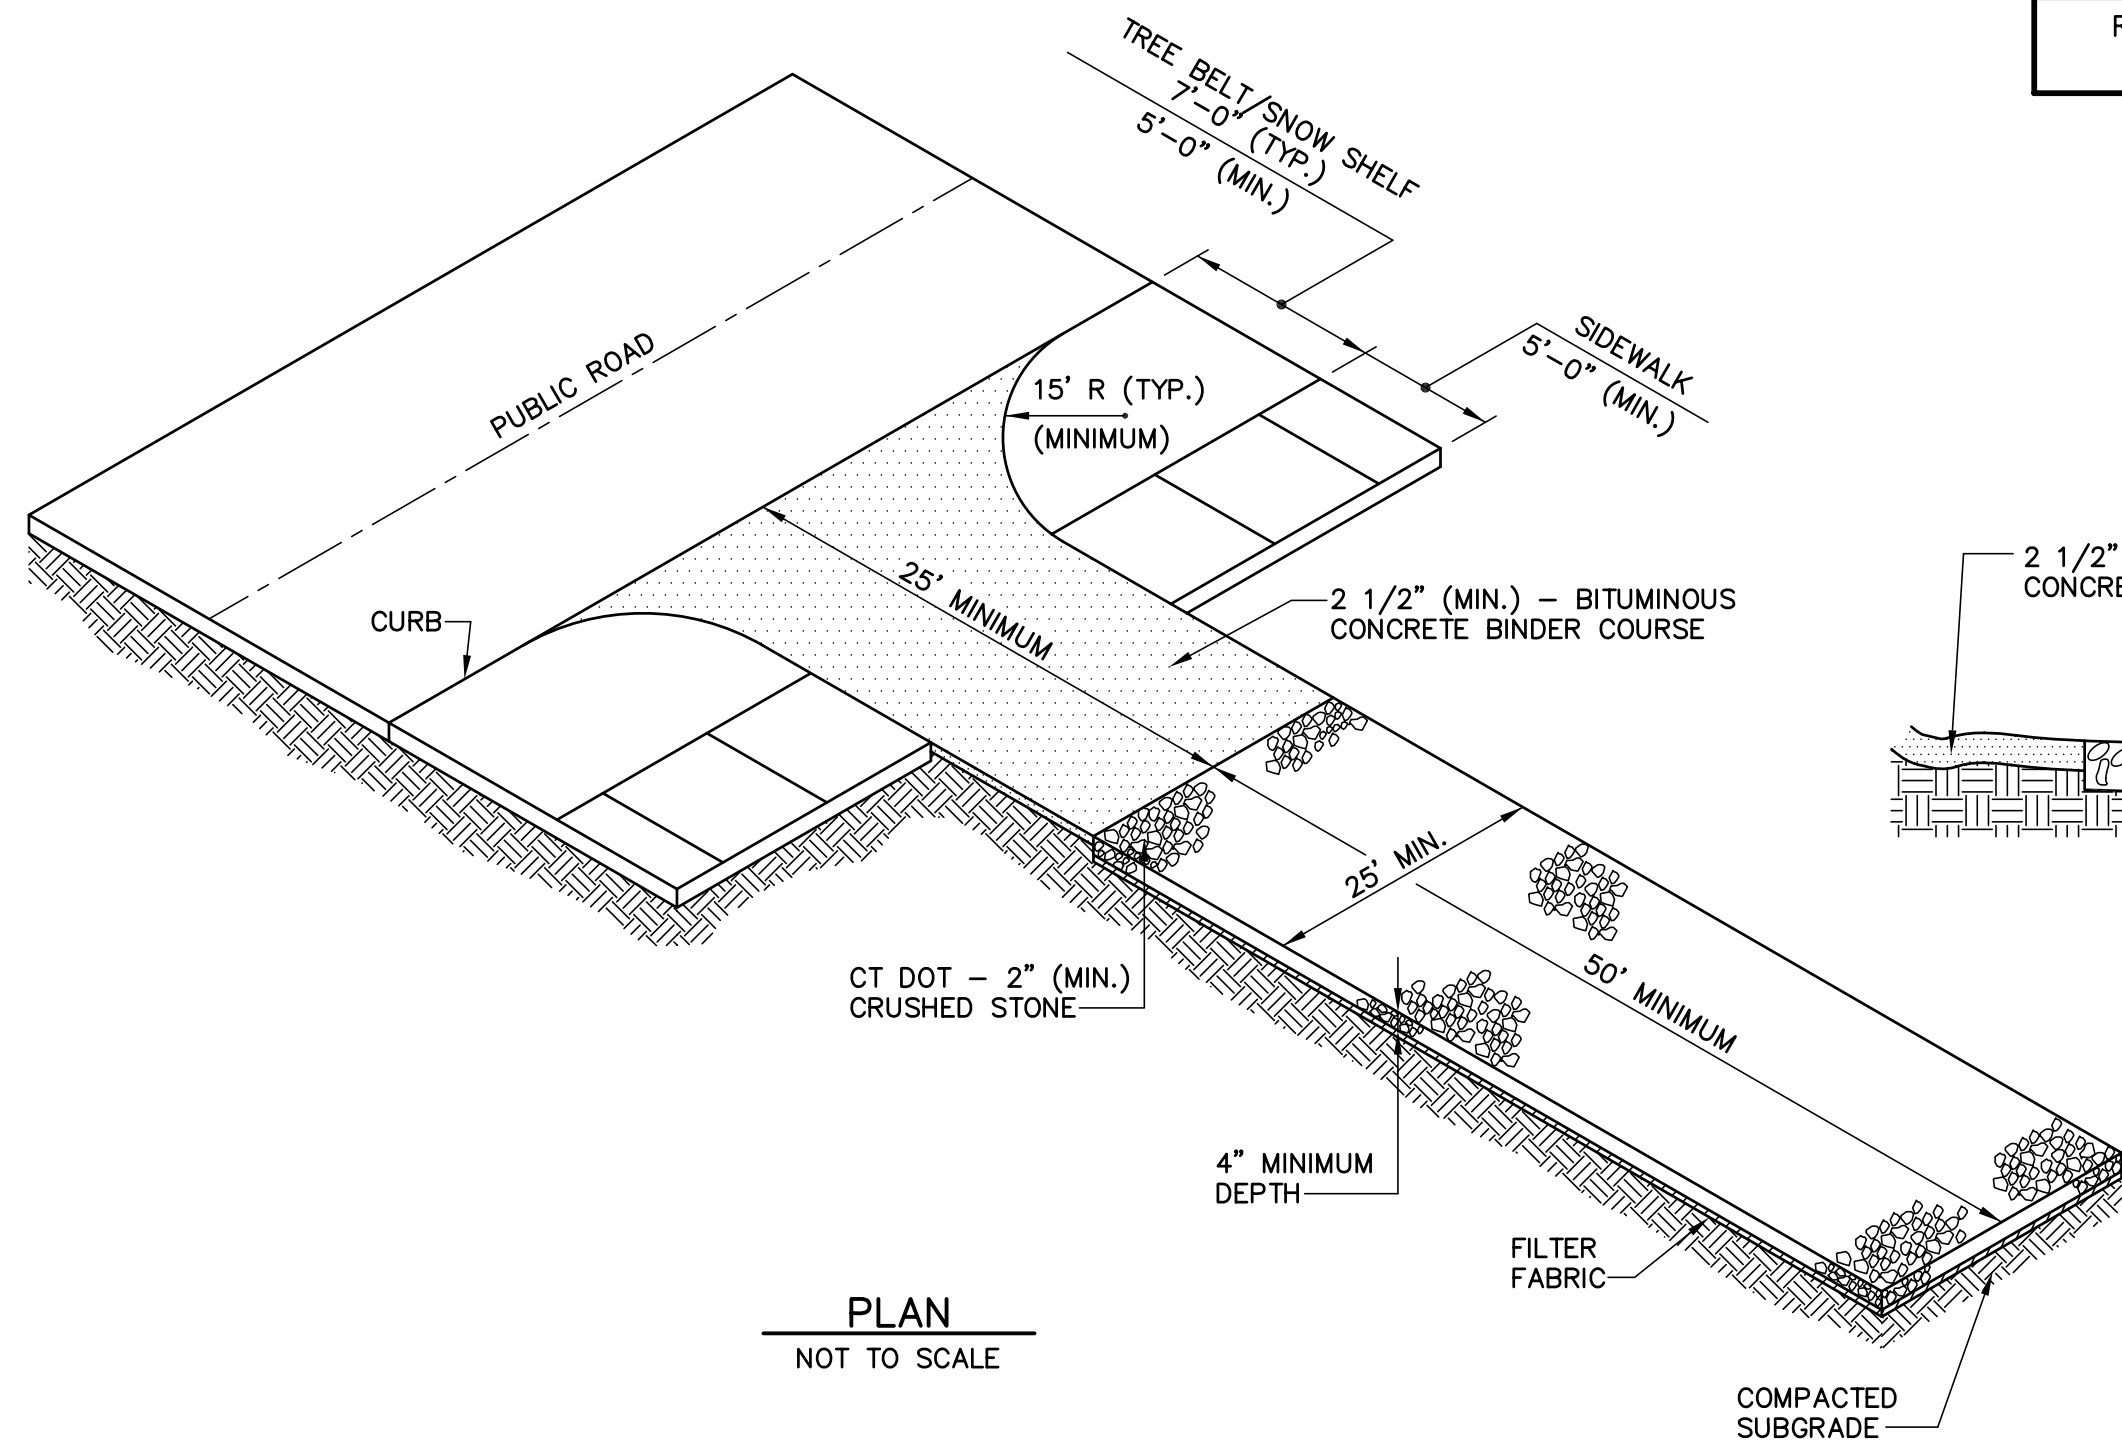 TREE BELT/SNOW SHELF
7'-0" (TYP.)
5'-0" (MIN.)
SIDEWALK
5'-0" (MIN.)
PUBLIC ROAD
15' R (TYP.)
(MINIMUM)
CURB
25' MINIMUM
2 1/2" (MIN.) - BITUMINOUS
CONCRETE BINDER COURSE
2 1/2"
25' MIN.
CT DOT - 2" (MIN.)
CRUSHED STONE
50' MINIMUM
4" MINIMUM
DEPTH
FILTER
FABRIC
COMPACTED
SUBGRADE
PLAN
NOT TO SCALE